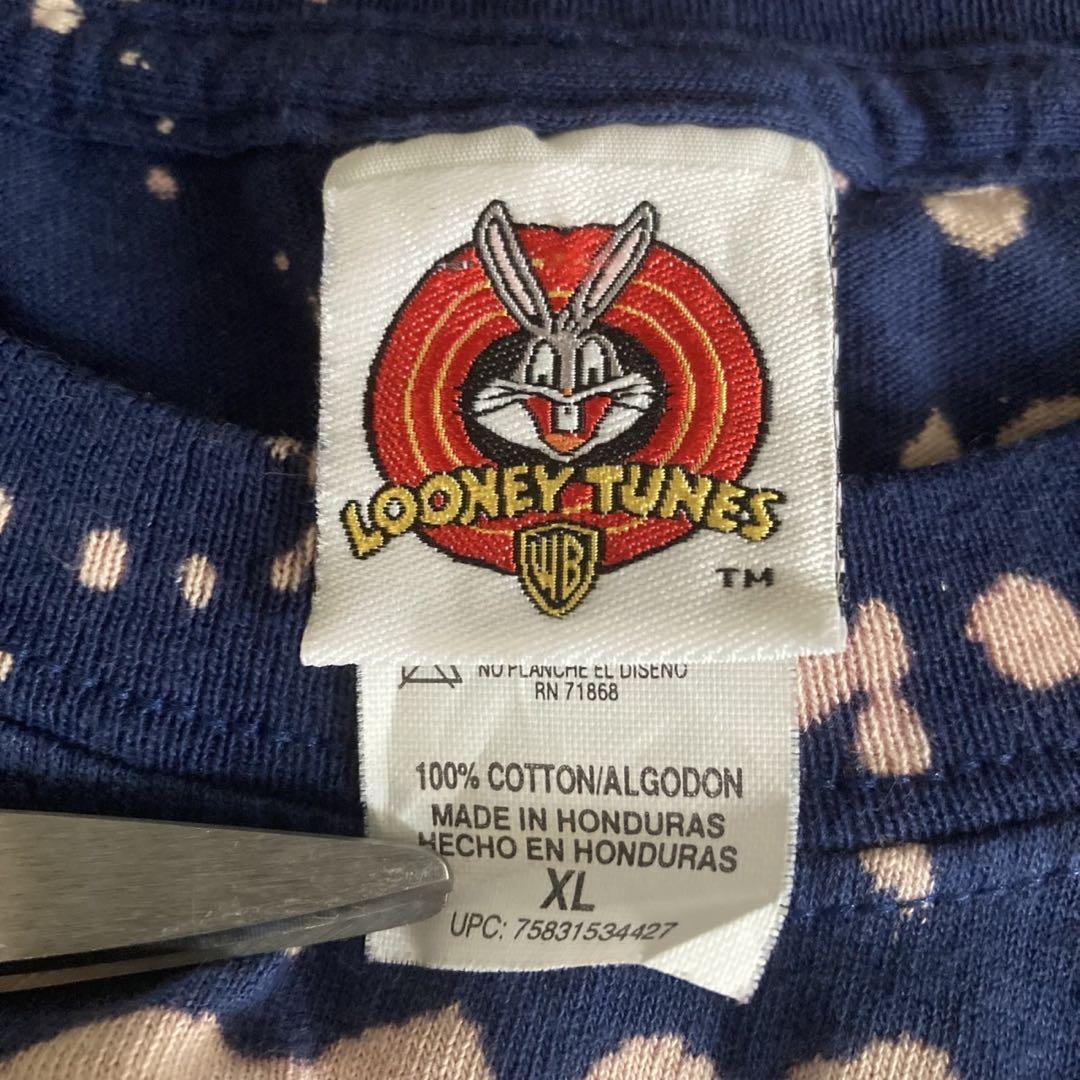 LOONEY TUNES
WB
TM
NO PLANCHE EL DISENO
RN 71868
100% COTTON/ALGODON
MADE IN HONDURAS
HECHO EN HONDURAS
XL
UPC: 75831534427